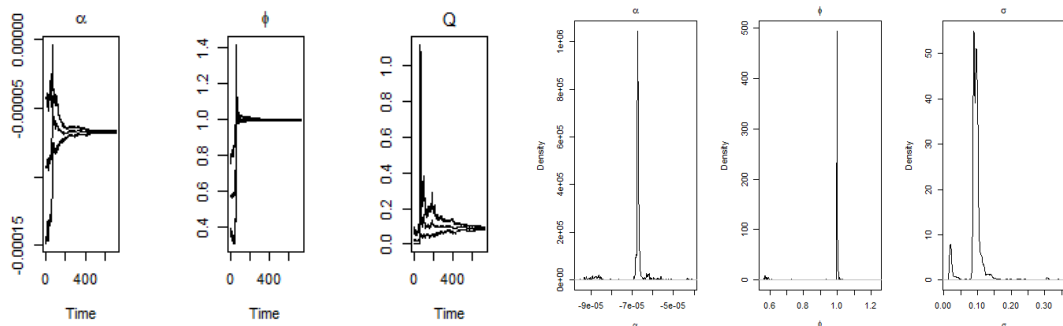 α
0.00000
-0.00005
-0.00015
0 400
Time
ϕ
1.4
1.2
1.0
0.8
0.6
0.4
0 400
Time
Q
1.0
0.8
0.6
0.4
0.2
0.0
0 400
Time
α
Density
1e+06
8e+05
6e+05
4e+05
2e+05
0e+00
-9e-05 -7e-05 -5e-05
α
ϕ
Density
500
400
300
200
100
0
0.6 0.8 1.0 1.2
ϕ
σ
Density
50
40
30
20
10
0
0.00 0.10 0.20 0.30
σ